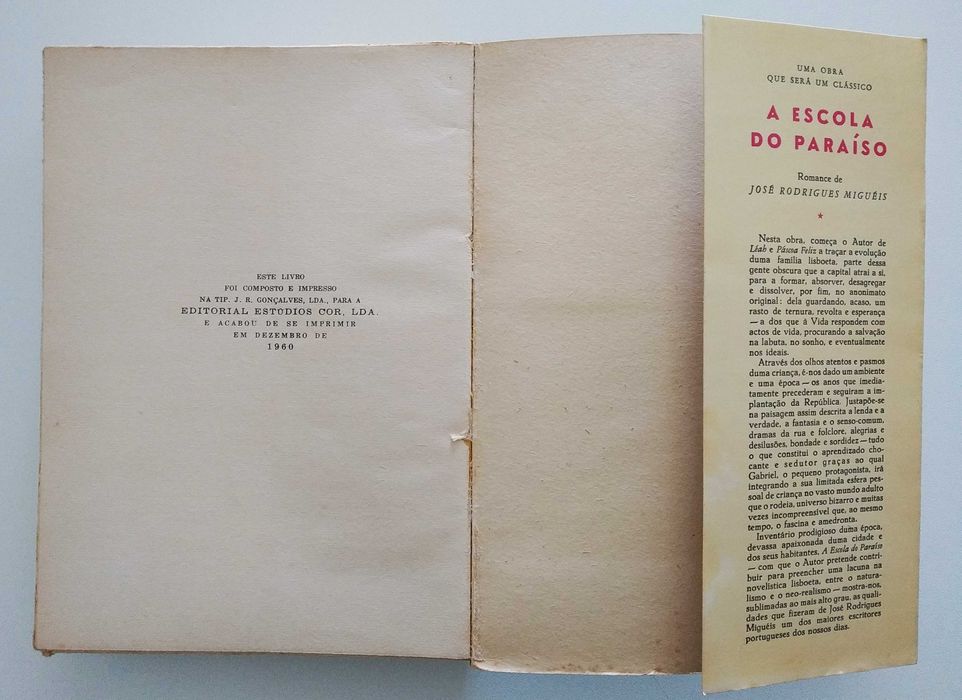 ESTE LIVRO
FOI COMPOSTO E IMPRESSO
NA TIP. J. R. GONÇALVES, LDA., PARA A
EDITORIAL ESTÚDIOS COR, LDA.
E ACABOU DE SE IMPRIMIR
EM DEZEMBRO DE
1960
UMA OBRA
QUE SERÁ UM CLÁSSICO
A ESCOLA
DO PARAÍSO
Romance de
JOSÉ RODRIGUES MIGUÉIS
★
Nesta obra, começa o Autor de
Léah e Páscoa Feliz a traçar a evolução
duma família lisboeta, parte dessa
gente obscura que a capital atrai a si,
para a formar, absorver, desagregar
e dissolver, por fim, no anonimato
original: dela guardando, acaso, um
rasto de ternura, revolta e esperança
— a dos que à Vida respondem com
actos de vida, procurando a salvação
na labuta, no sonho, e eventualmente
nos ideais.
Através dos olhos atentos e pasmos
duma criança, é-nos dado um ambiente
e uma época — os anos que imedia-
tamente precederam e seguiram a im-
plantação da República. Justapõe-se
na paisagem assim descrita a lenda e a
verdade, a fantasia e o senso-comum,
dramas da rua e folclore, alegrias e
desilusões, bondade e sordidez — tudo
o que constitui o aprendizado cho-
cante e sedutor graças ao qual
Gabriel, o pequeno protagonista, irá
integrando a sua limitada esfera pes-
soal de criança no vasto mundo adulto
que o rodeia, universo bizarro e muitas
vezes incompreensível que, ao mesmo
tempo, o fascina e amedronta.
Inventário prodigioso duma época,
devassa apaixonada duma cidade e
dos seus habitantes, A Escola do Paraíso
— com que o Autor pretende contri-
buir para preencher uma lacuna na
novelística lisboeta, entre o natura-
lismo e o neo-realismo — mostra-nos,
sublimadas ao mais alto grau, as quali-
dades que fizeram de José Rodrigues
Miguéis um dos maiores escritores
portugueses dos nossos dias.